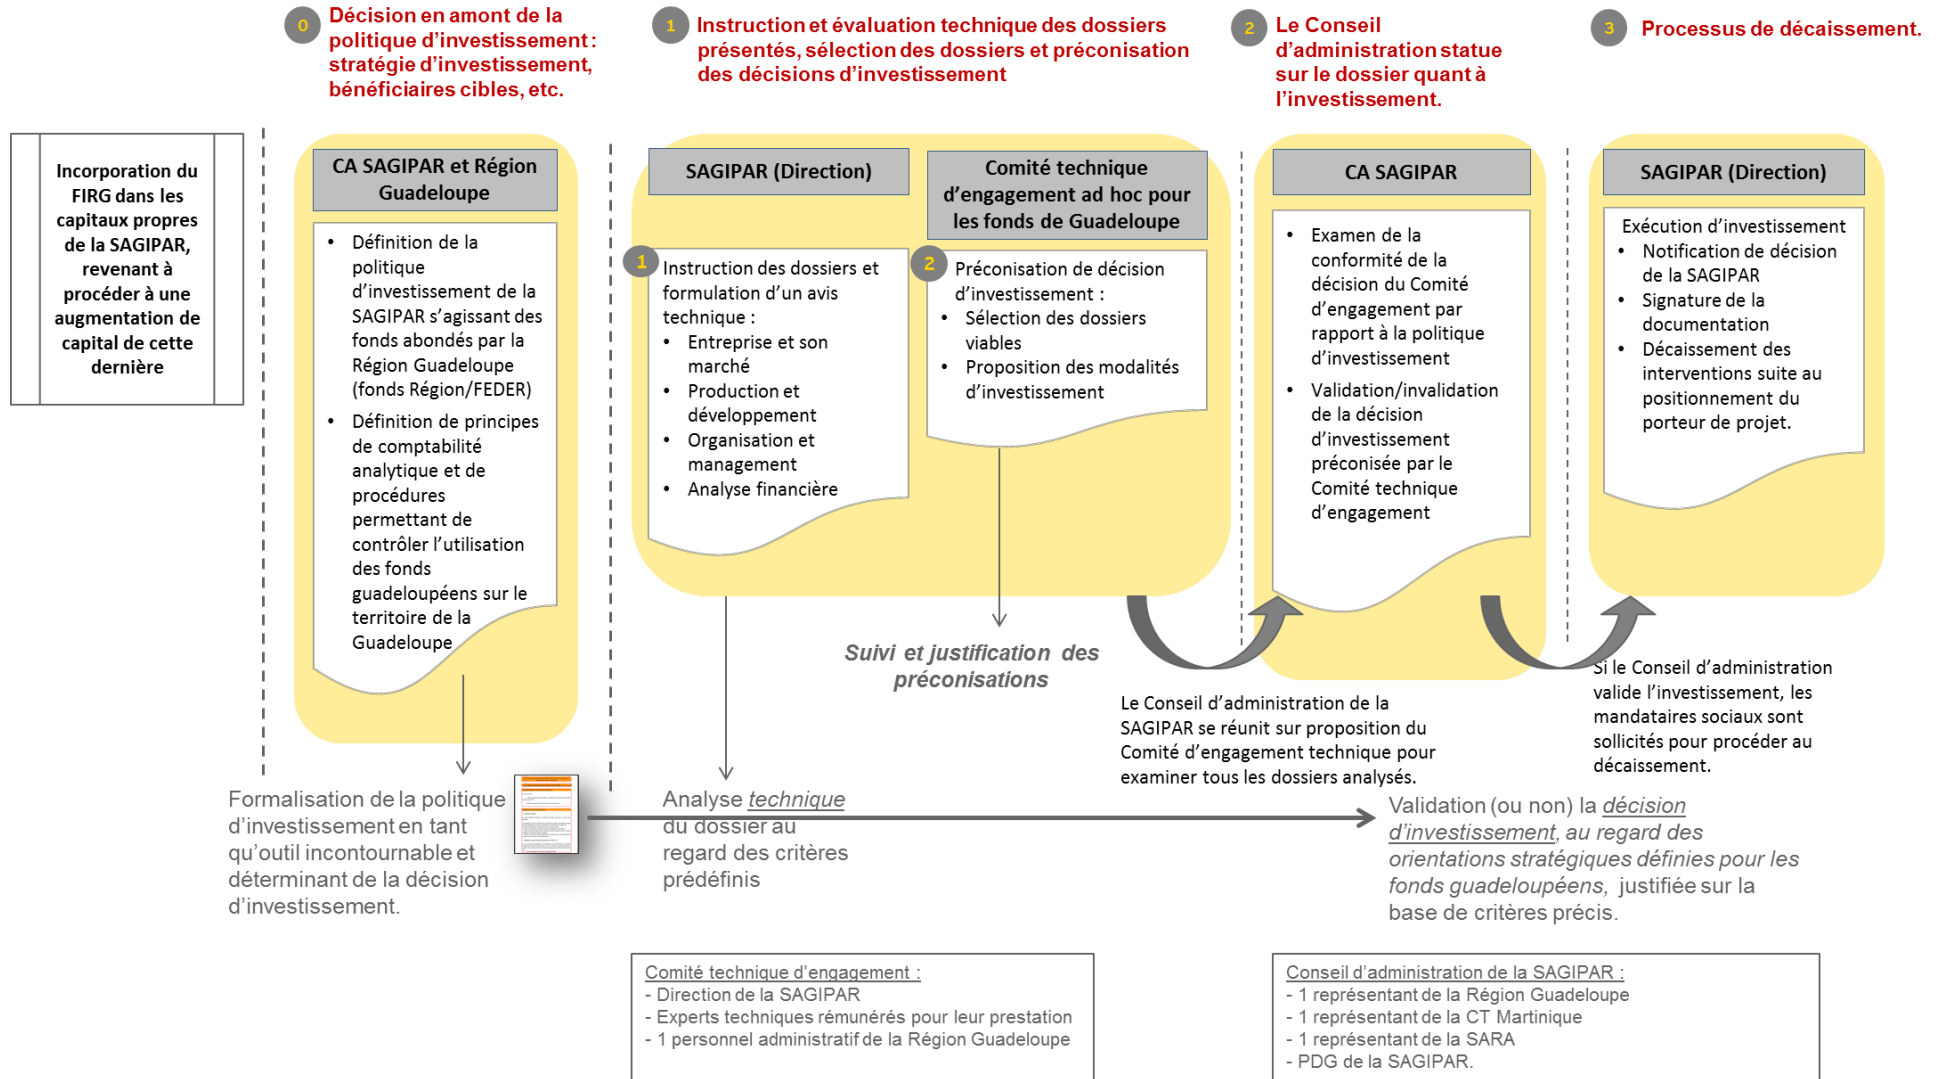 0
Décision en amont de la
politique d’investissement :
stratégie d’investissement,
bénéficiaires cibles, etc.
1
Instruction et évaluation technique des dossiers
présentés, sélection des dossiers et préconisation
des décisions d’investissement
2
Le Conseil
d’administration statue
sur le dossier quant à
l’investissement.
3
Processus de décaissement.
Incorporation du
FIRG dans les
capitaux propres
de la SAGIPAR,
revenant à
procéder à une
augmentation de
capital de cette
dernière
CA SAGIPAR et Région
Guadeloupe
• Définition de la
politique
d’investissement de la
SAGIPAR s’agissant des
fonds abondés par la
Région Guadeloupe
(fonds Région/FEDER)
• Définition de principes
de comptabilité
analytique et de
procédures
permettant de
contrôler l’utilisation
des fonds
guadeloupéens sur le
territoire de la
Guadeloupe
SAGIPAR (Direction)
1
Instruction des dossiers et
formulation d’un avis
technique :
• Entreprise et son
marché
• Production et
développement
• Organisation et
management
• Analyse financière
Comité technique
d’engagement ad hoc pour
les fonds de Guadeloupe
2
Préconisation de décision
d’investissement :
• Sélection des dossiers
viables
• Proposition des modalités
d’investissement
CA SAGIPAR
• Examen de la
conformité de la
décision du Comité
d’engagement par
rapport à la politique
d’investissement
• Validation/invalidation
de la décision
d’investissement
préconisée par le
Comité technique
d’engagement
SAGIPAR (Direction)
Exécution d’investissement
• Notification de décision
de la SAGIPAR
• Signature de la
documentation
• Décaissement des
interventions suite au
positionnement du
porteur de projet.
Suivi et justification des
préconisations
Le Conseil d’administration de la
SAGIPAR se réunit sur proposition du
Comité d’engagement technique pour
examiner tous les dossiers analysés.
Si le Conseil d’administration
valide l’investissement, les
mandataires sociaux sont
sollicités pour procéder au
décaissement.
Formalisation de la politique
d’investissement en tant
qu’outil incontournable et
déterminant de la décision
d’investissement.
Analyse technique
du dossier au
regard des critères
prédéfinis
Validation (ou non) la décision
d’investissement, au regard des
orientations stratégiques définies pour les
fonds guadeloupéens, justifiée sur la
base de critères précis.
Comité technique d’engagement :
- Direction de la SAGIPAR
- Experts techniques rémunérés pour leur prestation
- 1 personnel administratif de la Région Guadeloupe
Conseil d’administration de la SAGIPAR :
- 1 représentant de la Région Guadeloupe
- 1 représentant de la CT Martinique
- 1 représentant de la SARA
- PDG de la SAGIPAR.